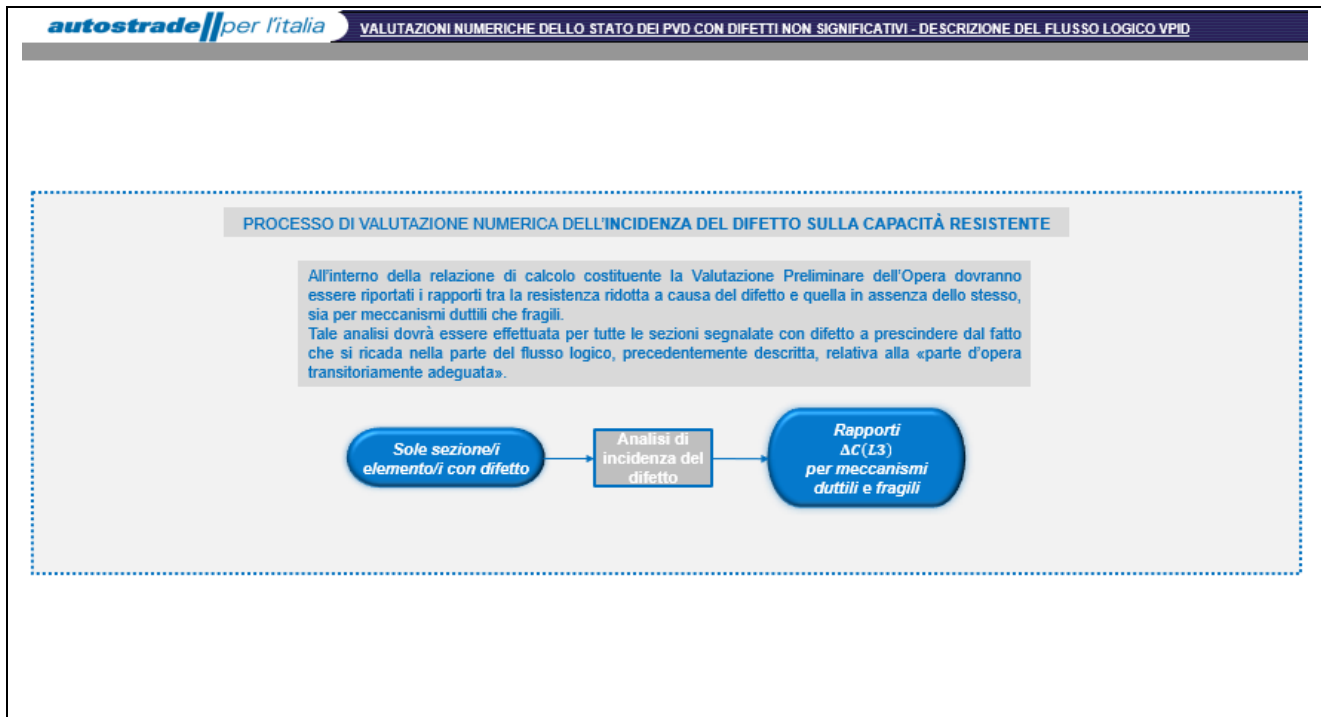 autostrade//per l'italia
VALUTAZIONI NUMERICHE DELLO STATO DEI PVD CON DIFETTI NON SIGNIFICATIVI - DESCRIZIONE DEL FLUSSO LOGICO VPID
PROCESSO DI VALUTAZIONE NUMERICA DELL'INCIDENZA DEL DIFETTO SULLA CAPACITÀ RESISTENTE
All'interno della relazione di calcolo costituente la Valutazione Preliminare dell'Opera dovranno
essere riportati i rapporti tra la resistenza ridotta a causa del difetto e quella in assenza dello stesso,
sia per meccanismi duttili che fragili.
Tale analisi dovrà essere effettuata per tutte le sezioni segnalate con difetto a prescindere dal fatto
che si ricada nella parte del flusso logico, precedentemente descritta, relativa alla «parte d'opera
transitoriamente adeguata».
Sole sezione/i
elemento/i con difetto
Analisi di
incidenza del
difetto
Rapporti
ΔC(L3)
per meccanismi
duttili e fragili